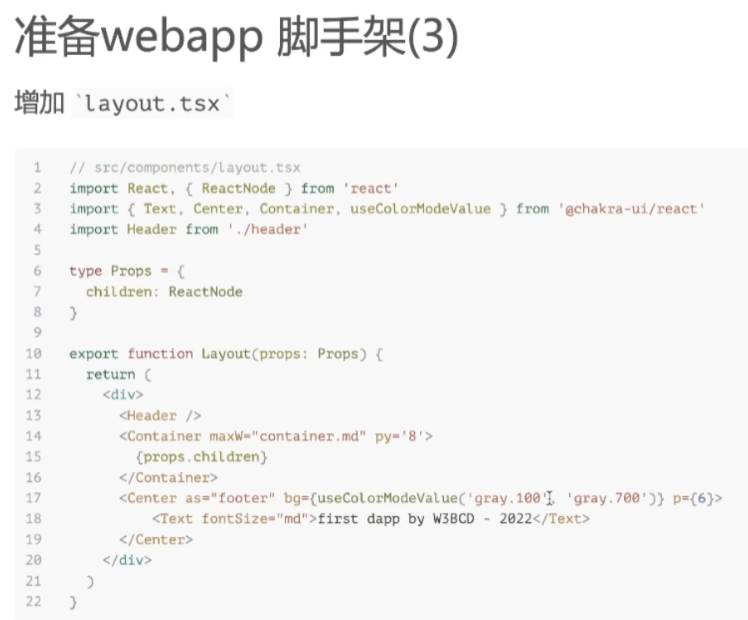 准备webapp 脚手架(3)
增加 `layout.tsx`
1 // src/components/layout.tsx
2 import React, { ReactNode } from 'react'
3 import { Text, Center, Container, useColorModeValue } from '@chakra-ui/react'
4 import Header from './header'
5
6 type Props = {
7   children: ReactNode
8 }
9
10 export function Layout(props: Props) {
11   return (
12     <div>
13       <Header />
14       <Container maxW="container.md" py='8'>
15         {props.children}
16       </Container>
17       <Center as="footer" bg={useColorModeValue('gray.100', 'gray.700')} p={6}>
18           <Text fontSize="md">first dapp by W3BCD - 2022</Text>
19       </Center>
20     </div>
21   )
22 }